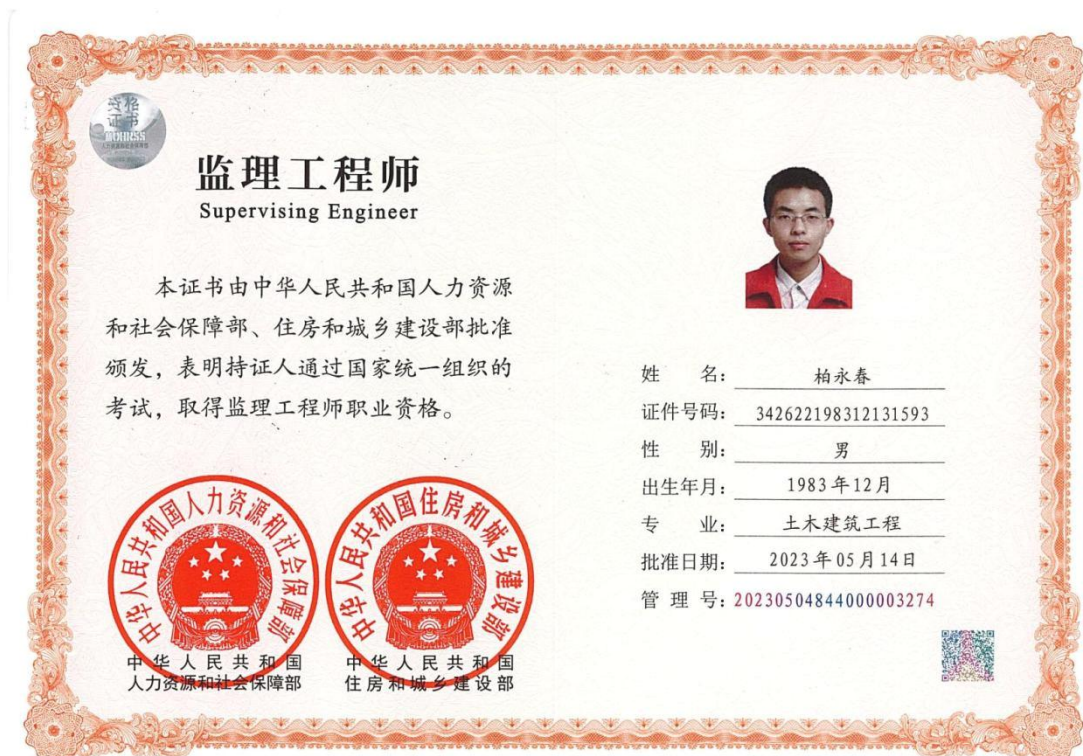 资格
证书
MOHRSS
监理工程师
Supervising Engineer
本证书由中华人民共和国人力资源
和社会保障部、住房和城乡建设部批准
颁发，表明持证人通过国家统一组织的
考试，取得监理工程师职业资格。
中华人民共和国人力资源和社会保障部
中华人民共和国
人力资源和社会保障部
中华人民共和国住房和城乡建设部
中华人民共和国
住房和城乡建设部
姓 名： 柏永春
证件号码： 342622198312131593
性 别： 男
出生年月： 1983年12月
专 业： 土木建筑工程
批准日期： 2023年05月14日
管 理 号：20230504844000003274